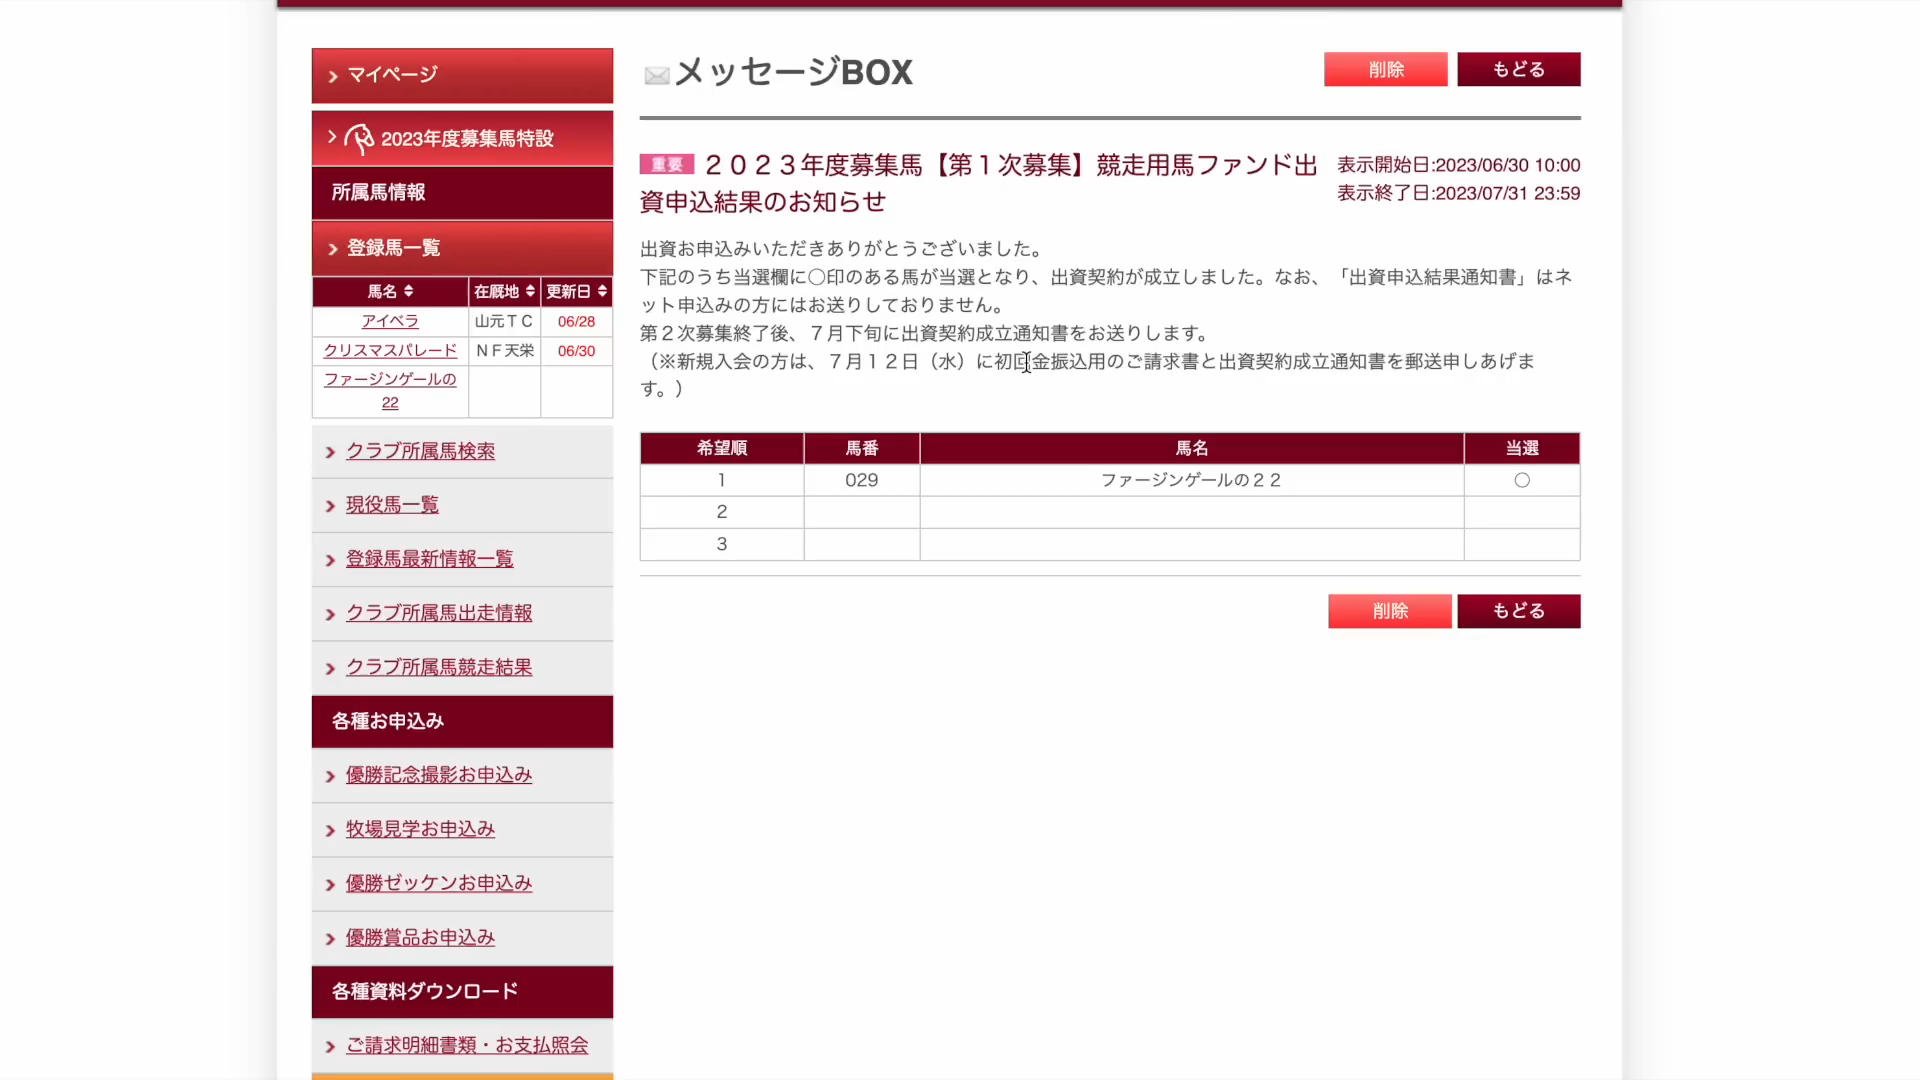 マイページ
2023年度募集馬特設
所属馬情報
登録馬一覧
馬名 在厩地 更新日
アイベラ 山元ＴＣ 06/28
クリスマスパレード ＮＦ天栄 06/30
ファージンゲールの
22
クラブ所属馬検索
現役馬一覧
登録馬最新情報一覧
クラブ所属馬出走情報
クラブ所属馬競走結果
各種お申込み
優勝記念撮影お申込み
牧場見学お申込み
優勝ゼッケンお申込み
優勝賞品お申込み
各種資料ダウンロード
ご請求明細書類・お支払照会
メッセージBOX
削除 もどる
重要 ２０２３年度募集馬【第１次募集】競走用馬ファンド出
資申込結果のお知らせ
表示開始日:2023/06/30 10:00
表示終了日:2023/07/31 23:59
出資お申込みいただきありがとうございました。
下記のうち当選欄に〇印のある馬が当選となり、出資契約が成立しました。なお、「出資申込結果通知書」はネ
ット申込みの方にはお送りしておりません。
第２次募集終了後、７月下旬に出資契約成立通知書をお送りします。
（※新規入会の方は、７月１２日（水）に初回金振込用のご請求書と出資契約成立通知書を郵送申しあげま
す。）
希望順 馬番 馬名 当選
1 029 ファージンゲールの２２ 〇
2
3
削除 もどる